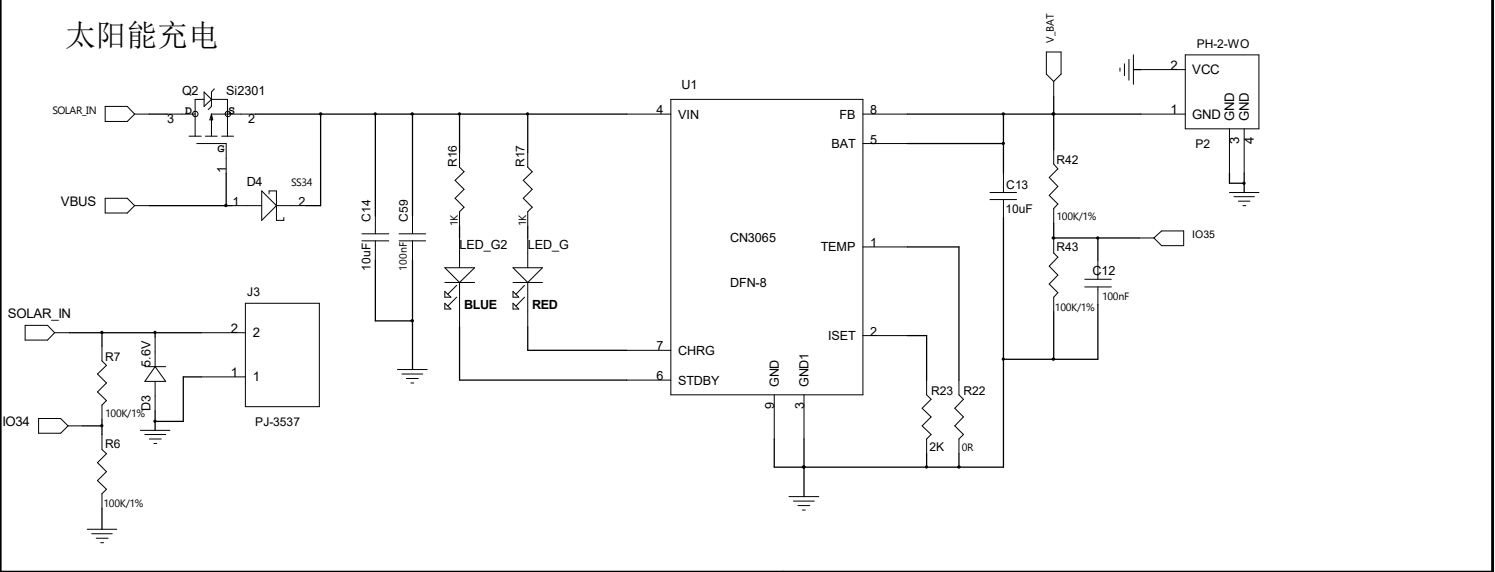 太阳能充电
Q2 Si2301
SOLAR_IN
3
D
S
2
G
1
VBUS
D4
SS34
1
2
C14
10uF
C59
100nF
R16
1K
R17
1K
LED_G2
LED_G
BLUE
RED
U1
4 VIN
7 CHRG
6 STDBY
CN3065
DFN-8
FB 8
BAT 5
TEMP 1
ISET 2
GND
GND1
9
3
R23
2K
R22
0R
C13
10uF
V_BAT
R42
100K/1%
R43
100K/1%
C12
100nF
IO35
PH-2-WO
2 VCC
1 GND
GND
GND
P2
3
4
J3
SOLAR_IN
2 2
1 1
PJ-3537
R7
100K/1%
5.6V
D3
IO34
R6
100K/1%